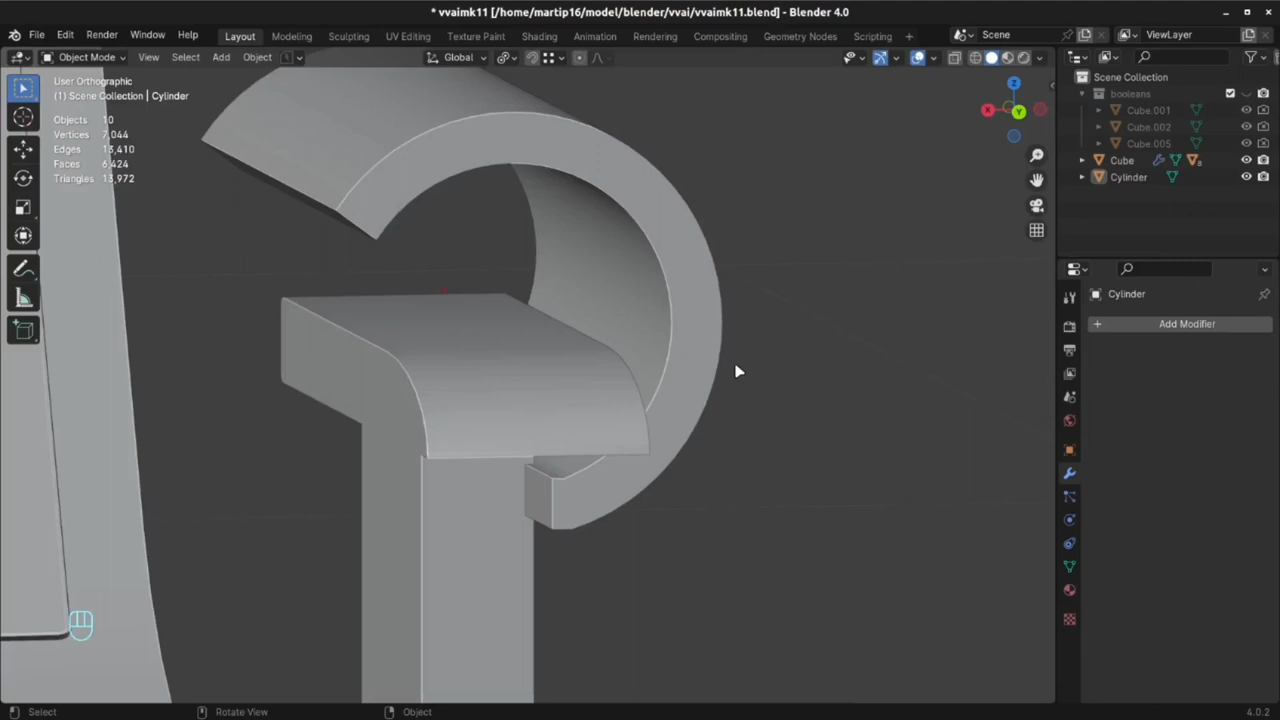 * vvaimk11 [/home/martip16/model/blender/vvai/vvaimk11.blend] - Blender 4.0
File Edit Render Window Help
Layout Modeling Sculpting UV Editing Texture Paint Shading Animation Rendering Compositing Geometry Nodes Scripting +
Scene
ViewLayer
Object Mode View Select Add Object
Global
User Orthographic
(1) Scene Collection | Cylinder
Objects 10
Vertices 7,044
Edges 13,410
Faces 6,424
Triangles 13,972
Z
X
Y
Scene Collection
booleans
Cube.001
Cube.002
Cube.005
Cube
8
Cylinder
Cylinder
+ Add Modifier
Select
Rotate View
Object
4.0.2